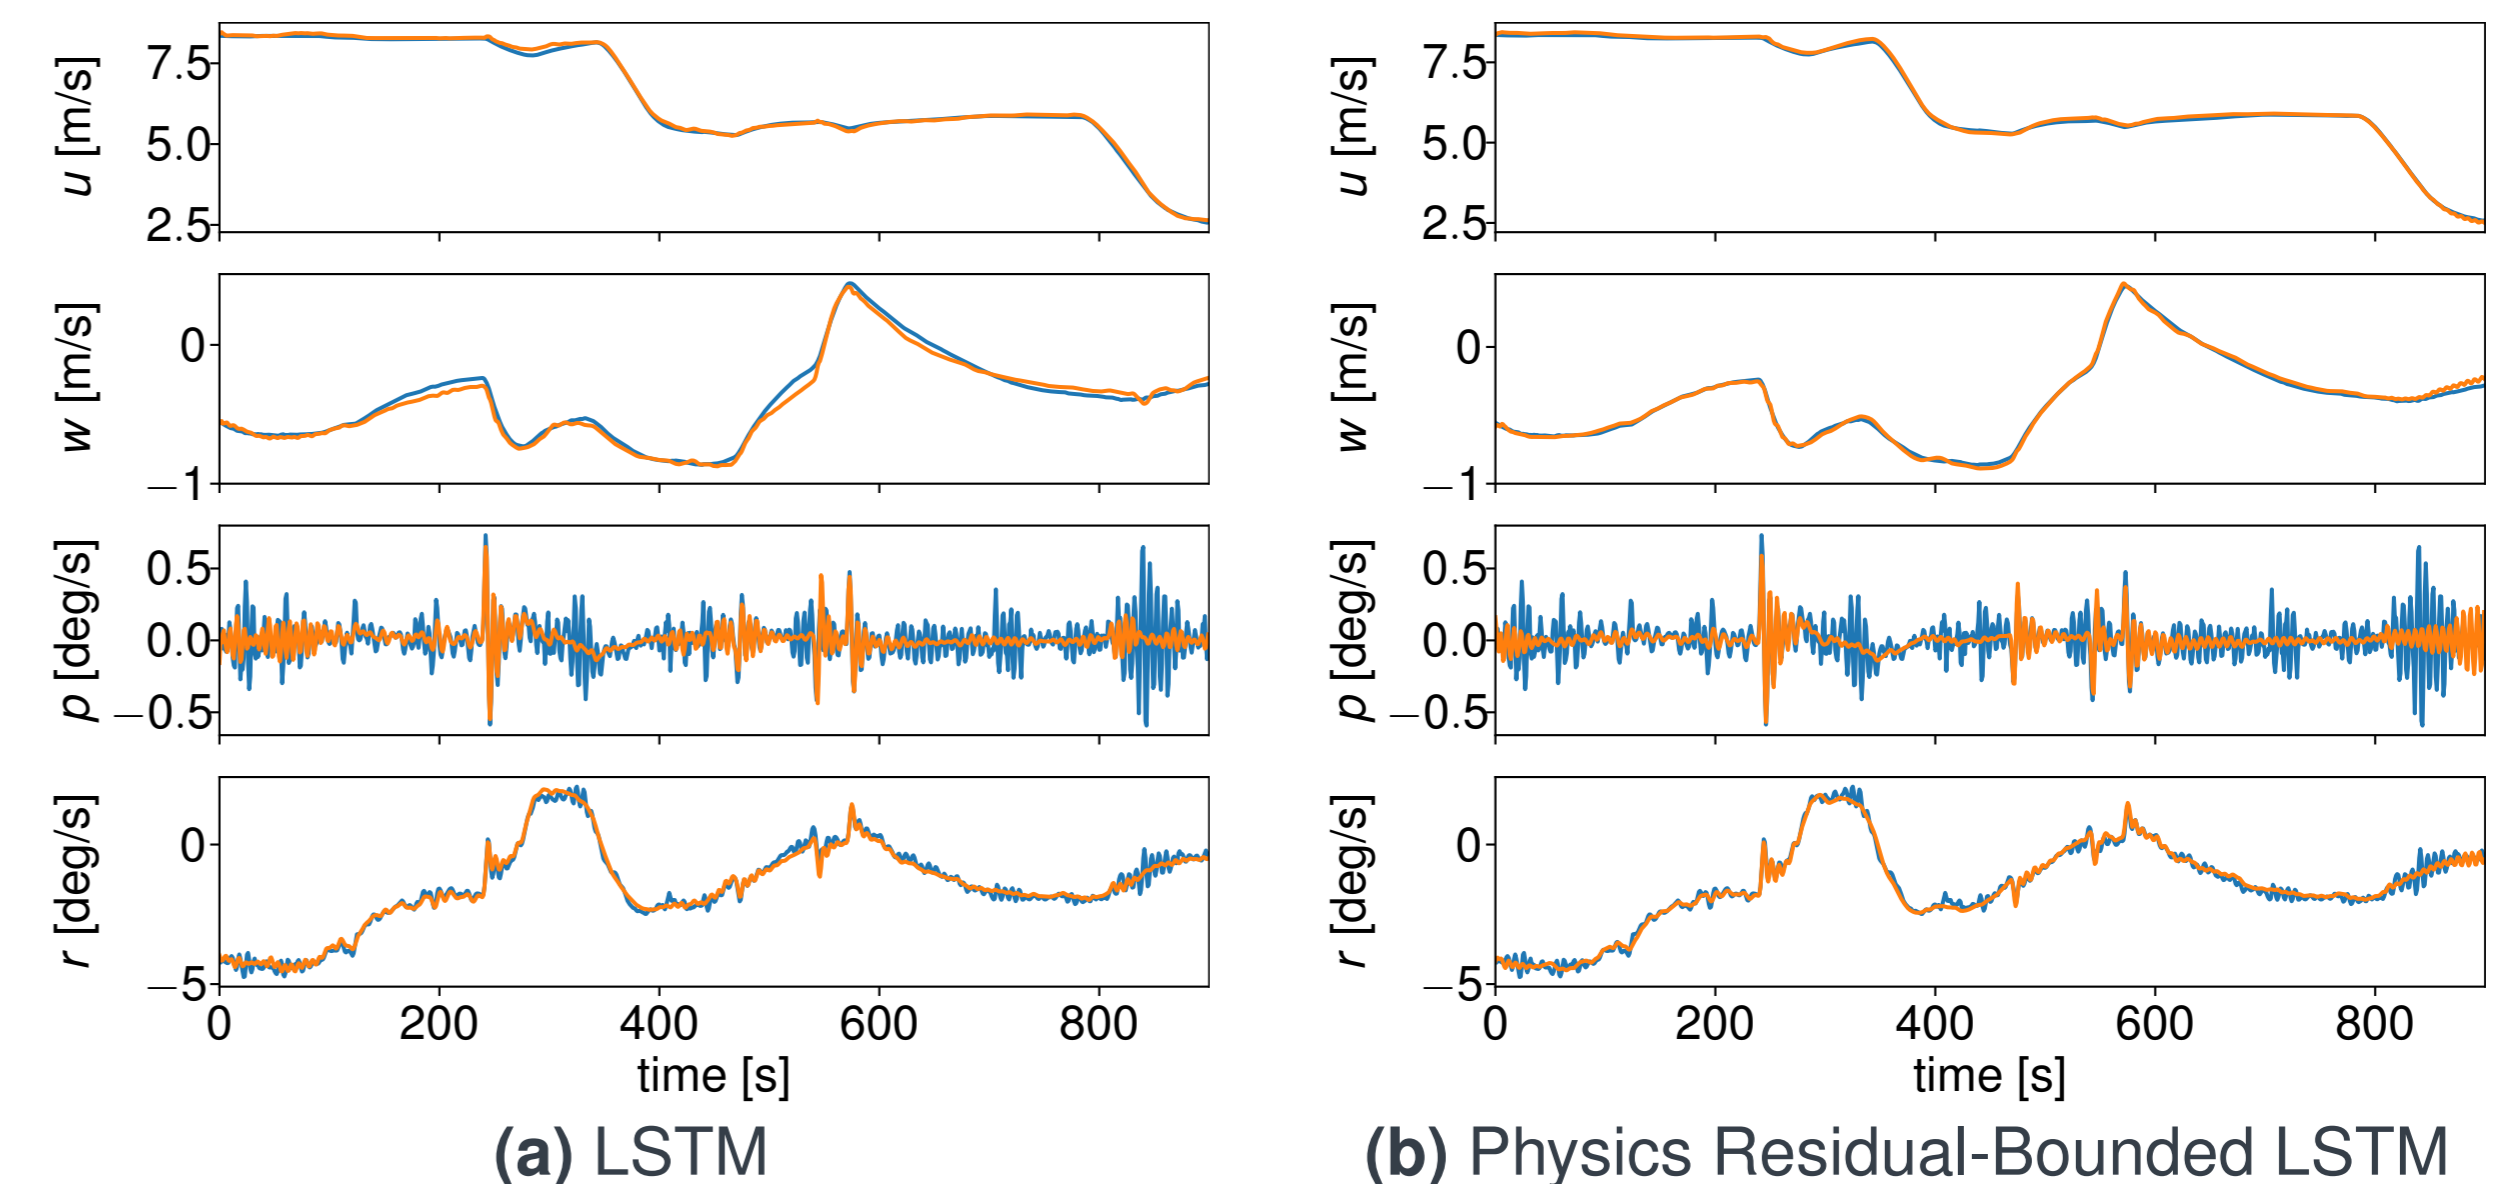 u [m/s]
7.5
5.0
2.5
w [m/s]
0
−1
p [deg/s]
0.5
0.0
−0.5
r [deg/s]
0
−5
0 200 400 600 800
time [s]
(a) LSTM
u [m/s]
7.5
5.0
2.5
w [m/s]
0
−1
p [deg/s]
0.5
0.0
−0.5
r [deg/s]
0
−5
0 200 400 600 800
time [s]
(b) Physics Residual-Bounded LSTM